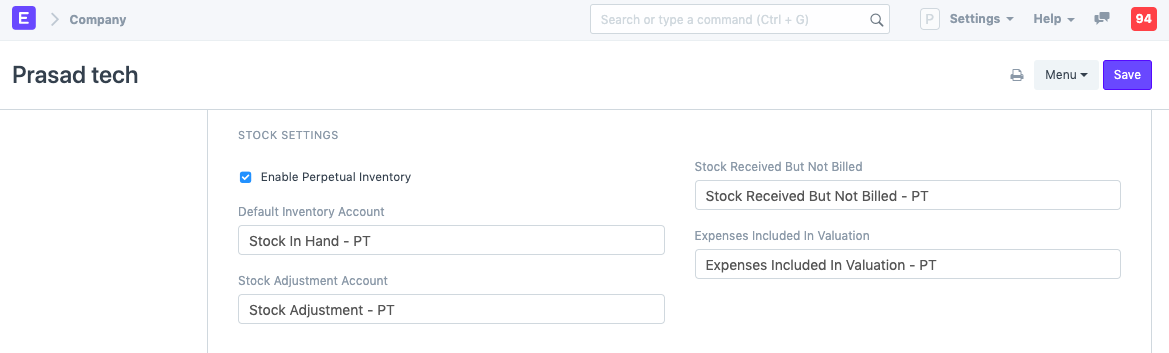 E Company Search or type a command (Ctrl + G) P Settings Help 94
Prasad tech Menu Save
STOCK SETTINGS
Enable Perpetual Inventory
Default Inventory Account
Stock In Hand - PT
Stock Adjustment Account
Stock Adjustment - PT
Stock Received But Not Billed
Stock Received But Not Billed - PT
Expenses Included In Valuation
Expenses Included In Valuation - PT